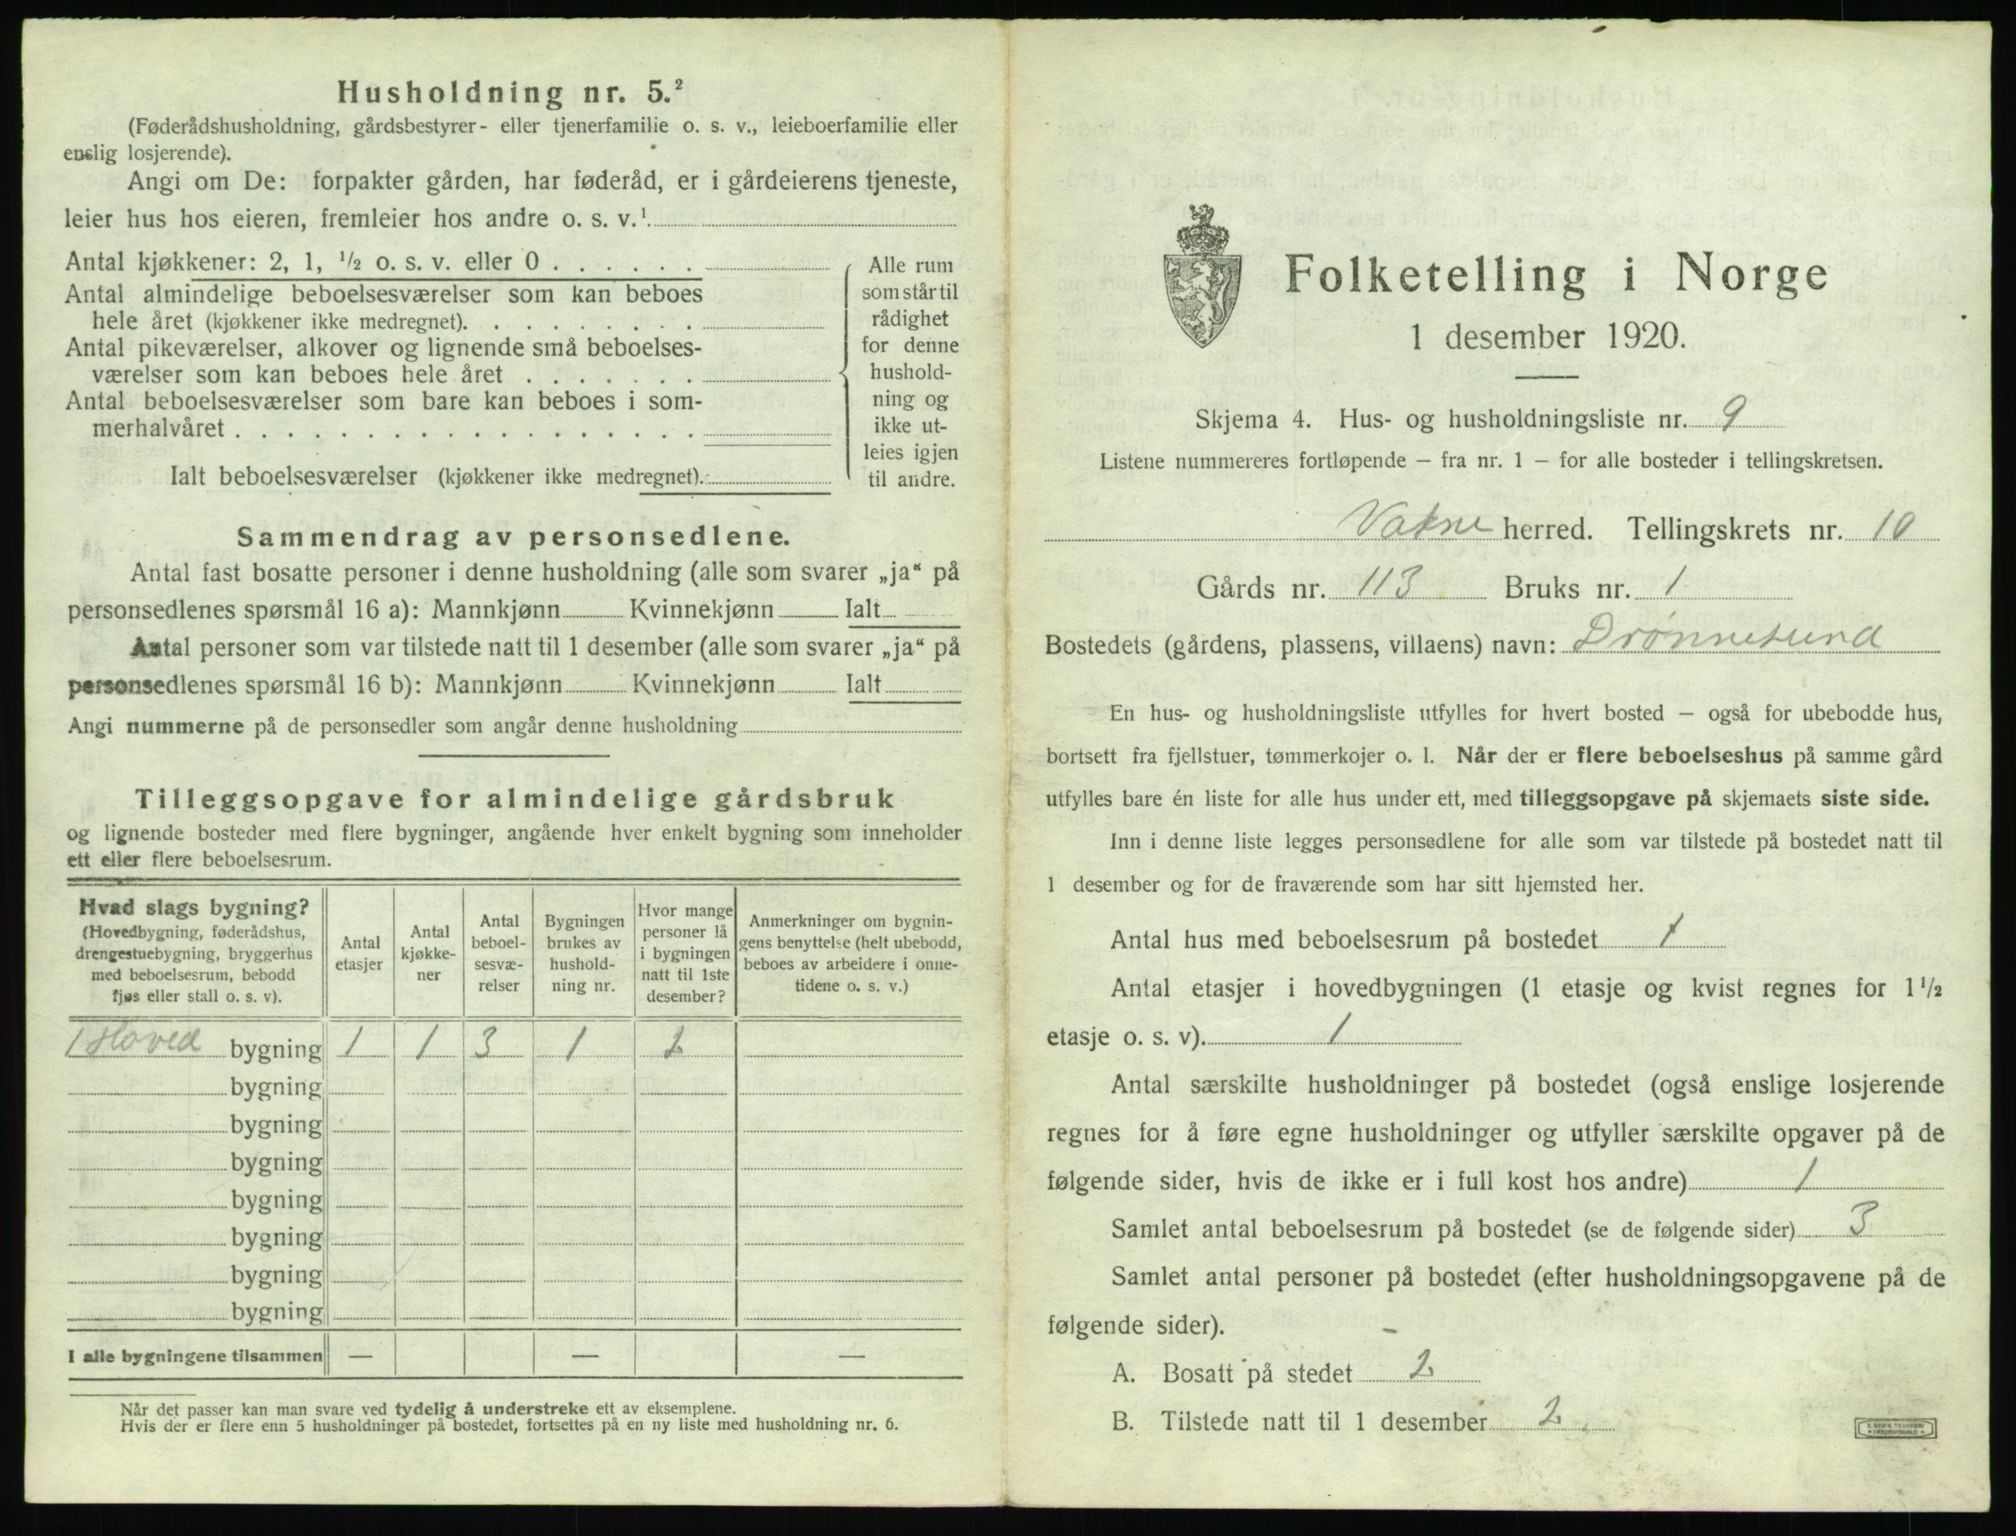 Husholdning nr. 5.²
(Føderådshusholdning, gårdsbestyrer- eller tjenerfamilie o. s. v., leieboerfamilie eller
enslig losjerende).
Angi om De: forpakter gården, har føderåd, er i gårdeierens tjeneste,
leier hus hos eieren, fremleier hos andre o. s. v.¹
Antal kjøkkener: 2, 1, ½ o. s. v. eller 0 . . . . . .
Antal almindelige beboelsesværelser som kan beboes
hele året (kjøkkener ikke medregnet). . . . . . . . .
Antal pikeværelser, alkover og lignende små beboelses-
værelser som kan beboes hele året . . . . . . .
Antal beboelsesværelser som bare kan beboes i som-
merhalvåret . . . . . . . . . . . . . . . . . .
Ialt beboelsesværelser (kjøkkener ikke medregnet).
Alle rum
som står til
rådighet
for denne
hushold-
ning og
ikke ut-
leies igjen
til andre.
Sammendrag av personsedlene.
Antal fast bosatte personer i denne husholdning (alle som svarer „ja“ på
personsedlenes spørsmål 16 a): Mannkjønn Kvinnekjønn Ialt
Antal personer som var tilstede natt til 1 desember (alle som svarer „ja“ på
personsedlenes spørsmål 16 b): Mannkjønn Kvinnekjønn Ialt
Angi nummerne på de personsedler som angår denne husholdning
Tilleggsopgave for almindelige gårdsbruk
og lignende bosteder med flere bygninger, angående hver enkelt bygning som inneholder
ett eller flere beboelsesrum.
Hvad slags bygning?
(Hovedbygning, føderådshus,
drengestuebygning, bryggerhus
med beboelsesrum, bebodd
fjøs eller stall o. s. v).
Antal
etasjer
Antal
kjøkke-
ner
Antal
beboel-
sesvæ-
relser
Bygningen
brukes av
hushold-
ning nr.
Hvor mange
personer lå
i bygningen
natt til 1ste
desember?
Anmerkninger om bygnin-
gens benyttelse (helt ubebodd,
beboes av arbeidere i onne-
tidene o. s. v.)
1 Hoved bygning 1 1 3 1 2
bygning
bygning
bygning
bygning
bygning
bygning
bygning
I alle bygningene tilsammen — — —
Når det passer kan man svare ved tydelig å understreke ett av eksemplene.
Hvis der er flere enn 5 husholdninger på bostedet, fortsettes på en ny liste med husholdning nr. 6.
Folketelling i Norge
1 desember 1920.
Skjema 4. Hus- og husholdningsliste nr. 9
Listene nummereres fortløpende – fra nr. 1 – for alle bosteder i tellingskretsen.
Vatne herred. Tellingskrets nr. 10
Gårds nr. 113 Bruks nr. 1
Bostedets (gårdens, plassens, villaens) navn: Drønnesund
En hus- og husholdningsliste utfylles for hvert bosted – også for ubebodde hus,
bortsett fra fjellstuer, tømmerkojer o. l. Når der er flere beboelseshus på samme gård
utfylles bare én liste for alle hus under ett, med tilleggsopgave på skjemaets siste side.
Inn i denne liste legges personsedlene for alle som var tilstede på bostedet natt til
1 desember og for de fraværende som har sitt hjemsted her.
Antal hus med beboelsesrum på bostedet 1
Antal etasjer i hovedbygningen (1 etasje og kvist regnes for 1½
etasje o. s. v). 1
Antal særskilte husholdninger på bostedet (også enslige losjerende
regnes for å føre egne husholdninger og utfyller særskilte opgaver på de
følgende sider, hvis de ikke er i full kost hos andre) 1
Samlet antal beboelsesrum på bostedet (se de følgende sider) 3
Samlet antal personer på bostedet (efter husholdningsopgavene på de
følgende sider).
A. Bosatt på stedet 2
B. Tilstede natt til 1 desember 2